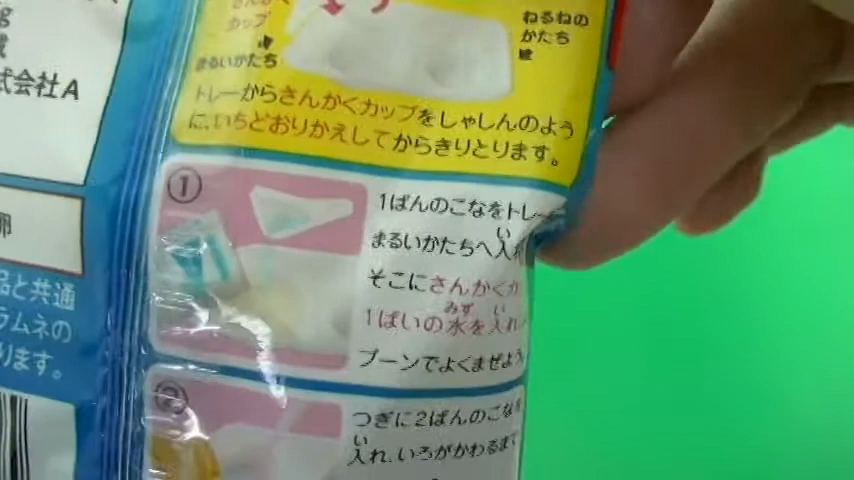 g
式会社A
卵
品と共通
ラムネの
ります。
カップ
まるいかたち
ねるねの
かたち
トレーからさんかくカップをしゃしんのよう
に、いちどおりかえしてからきりとります。
①
1ばんのこなをトレー
まるいかたちへ入れ
い
そこにさんかくカ
1ぱいの水を入れ
みず い
プーンでよくまぜよう
②
つぎに2ばんのこなを
入れ、いろがかわるま
い